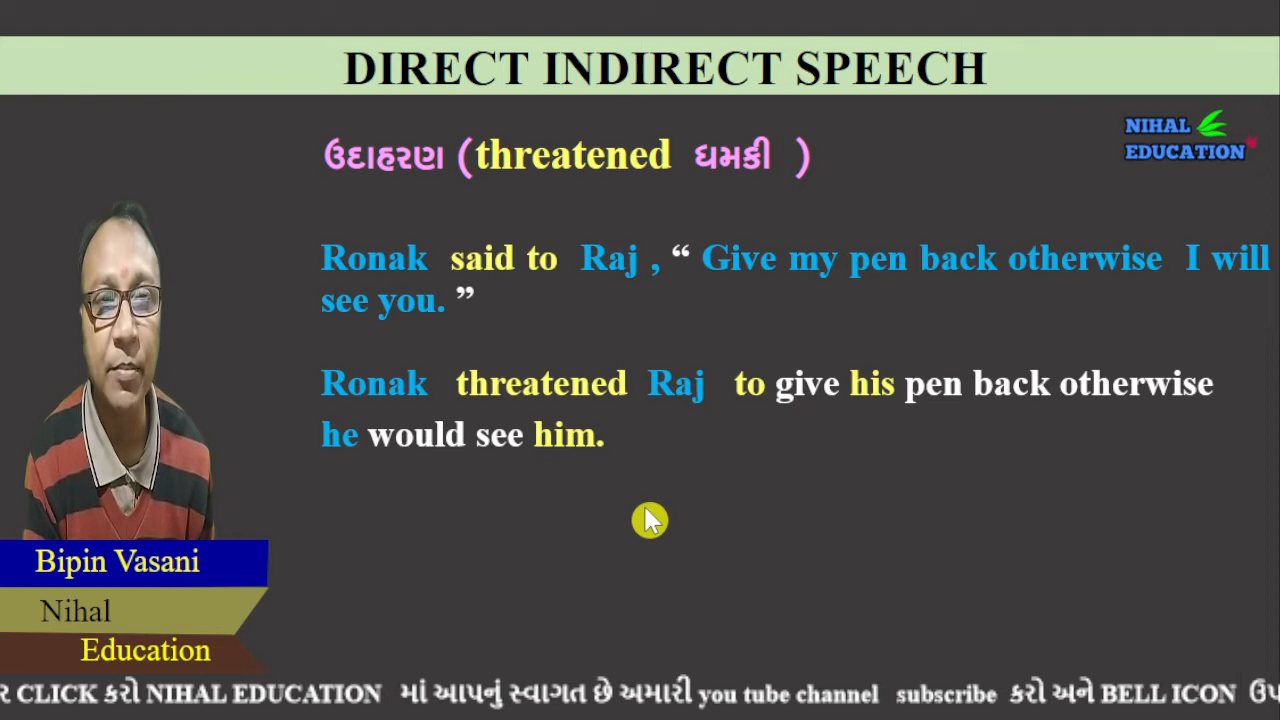 DIRECT INDIRECT SPEECH
NIHAL
EDUCATION
ઉદાહરણ (threatened ધમકી )
Ronak said to Raj , “ Give my pen back otherwise I will
see you. ”
Ronak threatened Raj to give his pen back otherwise
he would see him.
Bipin Vasani
Nihal
Education
CLICK કરો NIHAL EDUCATION માં આપનું સ્વાગત છે અમારી you tube channel subscribe કરો અને BELL ICON